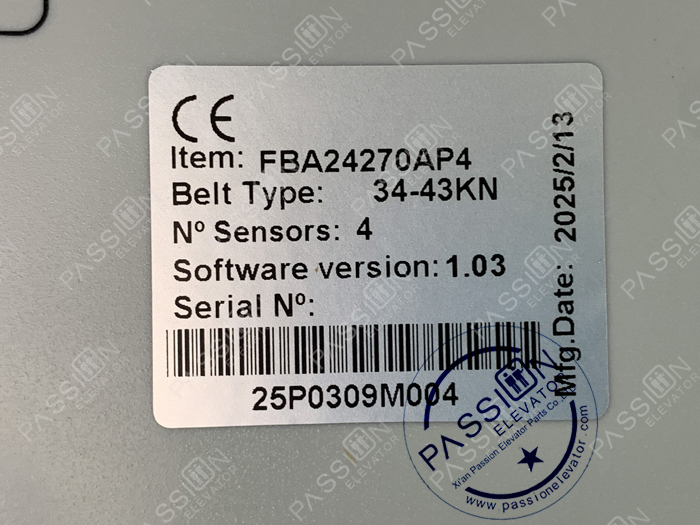 CE
Item: FBA24270AP4
Belt Type: 34-43KN
Nº Sensors: 4
Software version: 1.03
Serial Nº:
25P0309M004
Mfg.Date: 2025/2/13
PASSION
ELEVATOR
Xi'an Passion Elevator Parts Co.,
www.passionelevator.com